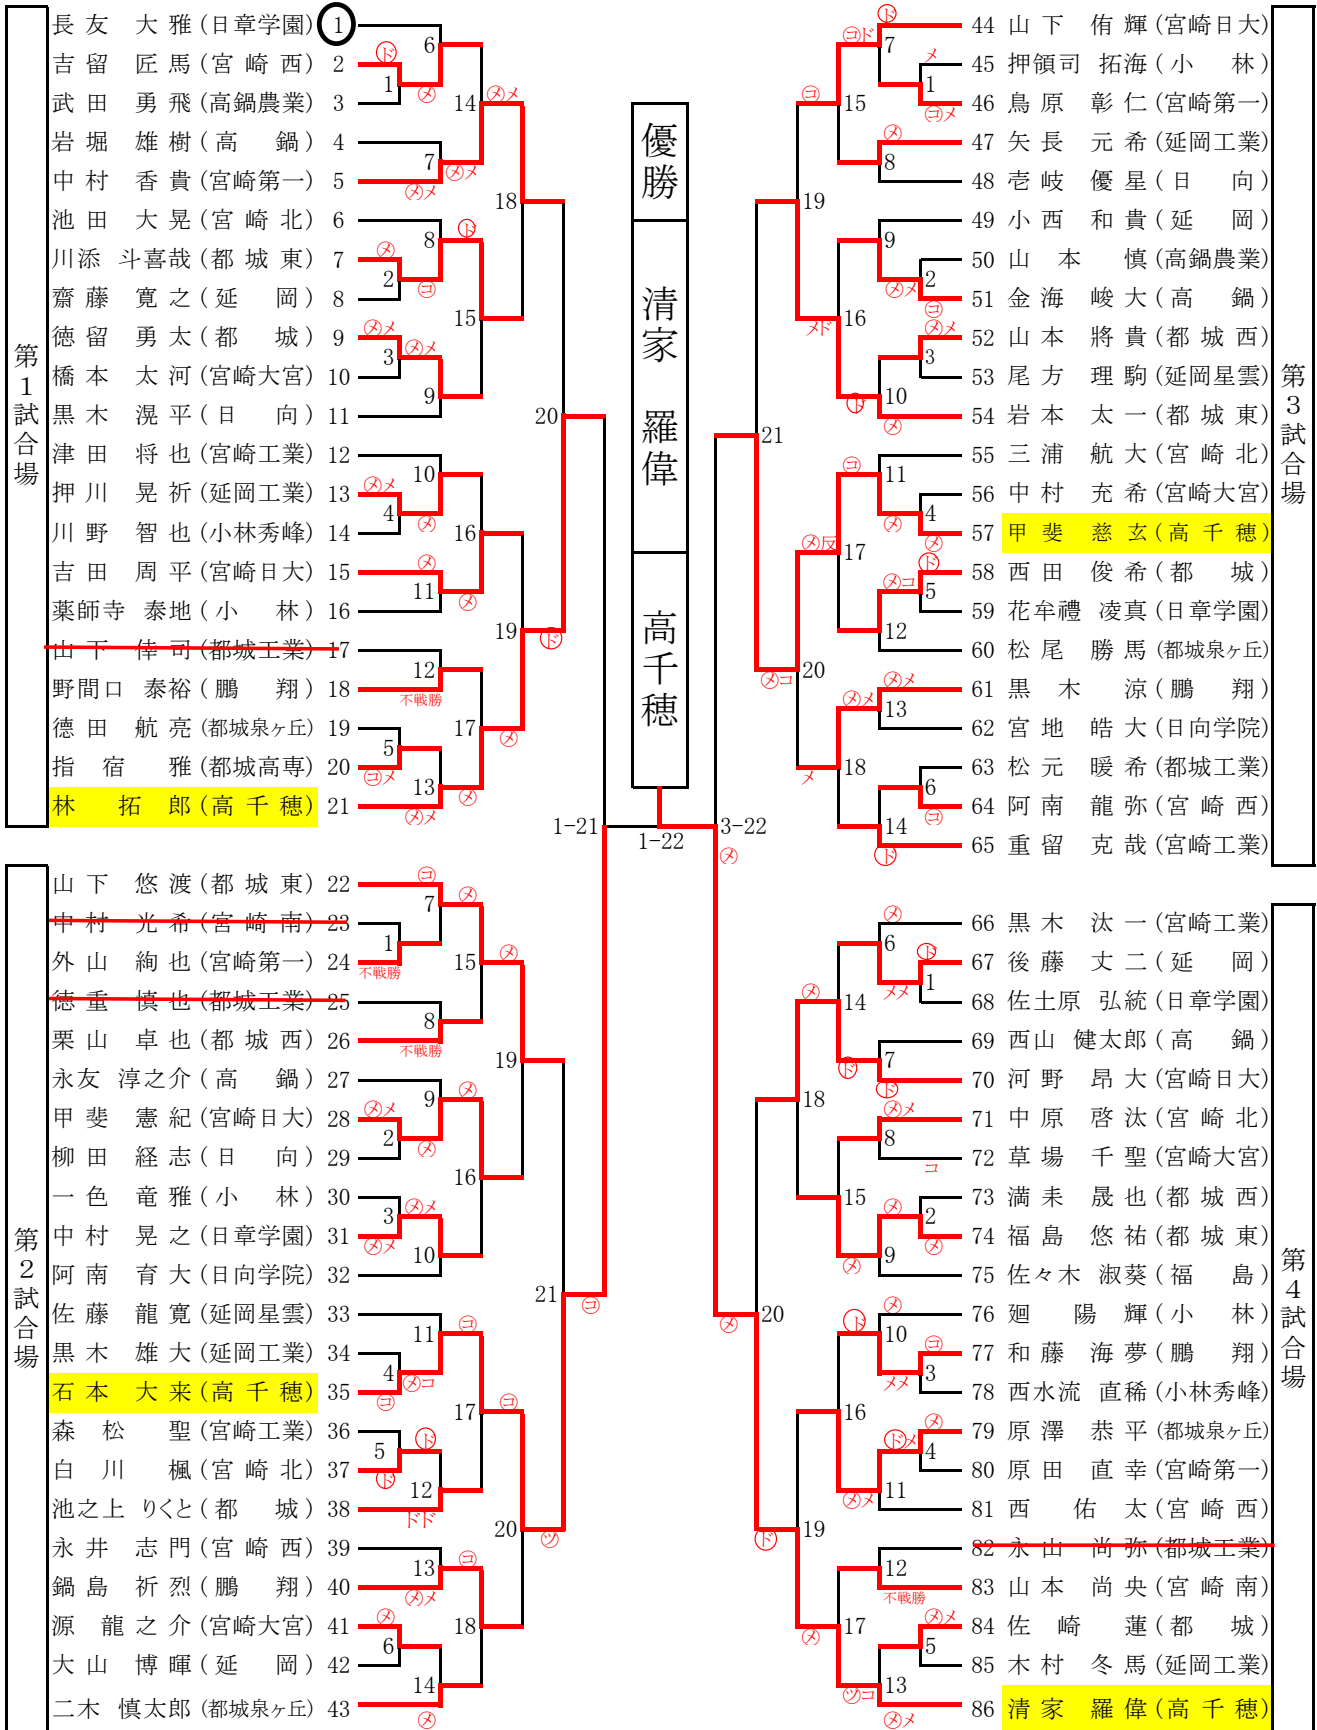 第1試合場
長友 大雅(日章学園) 1
吉留 匠馬(宮崎西) 2
武田 勇飛(高鍋農業) 3
岩堀 雄樹(高鍋) 4
中村 香貴(宮崎第一) 5
池田 大晃(宮崎北) 6
川添 斗喜哉(都城東) 7
齋藤 寛之(延岡) 8
徳留 勇太(都城) 9
橋本 太河(宮崎大宮) 10
黒木 滉平(日向) 11
津田 将也(宮崎工業) 12
押川 晃祈(延岡工業) 13
川野 智也(小林秀峰) 14
吉田 周平(宮崎日大) 15
薬師寺 泰地(小林) 16
山下 倖司(都城工業) 17
野間口 泰裕(鵬翔) 18
不戦勝
德田 航亮(都城泉ヶ丘) 19
指宿 雅(都城高専) 20
林 拓郎(高千穂) 21
第2試合場
山下 悠渡(都城東) 22
中村 光希(宮崎南) 23
外山 絢也(宮崎第一) 24
不戦勝
徳重 慎也(都城工業) 25
栗山 卓也(都城西) 26
不戦勝
永友 淳之介(高鍋) 27
甲斐 憲紀(宮崎日大) 28
柳田 経志(日向) 29
一色 竜雅(小林) 30
中村 晃之(日章学園) 31
阿南 育大(日向学院) 32
佐藤 龍寛(延岡星雲) 33
黒木 雄大(延岡工業) 34
石本 大来(高千穂) 35
森松 聖(宮崎工業) 36
白川 楓(宮崎北) 37
池之上 りくと(都城) 38
永井 志門(宮崎西) 39
鍋島 祈烈(鵬翔) 40
源 龍之介(宮崎大宮) 41
大山 博暉(延岡) 42
二木 慎太郎(都城泉ヶ丘) 43
優勝
清家 羅偉
高千穂
1-21
1-22
3-22
第3試合場
44 山下 侑輝(宮崎日大)
45 押領司 拓海(小林)
46 鳥原 彰仁(宮崎第一)
47 矢長 元希(延岡工業)
48 壱岐 優星(日向)
49 小西 和貴(延岡)
50 山本 慎(高鍋農業)
51 金海 峻大(高鍋)
52 山本 將貴(都城西)
53 尾方 理駒(延岡星雲)
54 岩本 太一(都城東)
55 三浦 航大(宮崎北)
56 中村 充希(宮崎大宮)
57 甲斐 慈玄(高千穂)
58 西田 俊希(都城)
59 花牟禮 凌真(日章学園)
60 松尾 勝馬(都城泉ヶ丘)
61 黒木 涼(鵬翔)
62 宮地 皓大(日向学院)
63 松元 暖希(都城工業)
64 阿南 龍弥(宮崎西)
65 重留 克哉(宮崎工業)
第4試合場
66 黒木 汰一(宮崎工業)
67 後藤 丈二(延岡)
68 佐土原 弘統(日章学園)
69 西山 健太郎(高鍋)
70 河野 昂大(宮崎日大)
71 中原 啓汰(宮崎北)
72 草場 千聖(宮崎大宮)
73 満耒 晟也(都城西)
74 福島 悠祐(都城東)
75 佐々木 淑葵(福島)
76 廻 陽輝(小林)
77 和藤 海夢(鵬翔)
78 西水流 直稀(小林秀峰)
79 原澤 恭平(都城泉ヶ丘)
80 原田 直幸(宮崎第一)
81 西 佑太(宮崎西)
82 永山 尚弥(都城工業)
83 山本 尚央(宮崎南)
不戦勝
84 佐崎 蓮(都城)
85 木村 冬馬(延岡工業)
86 清家 羅偉(高千穂)